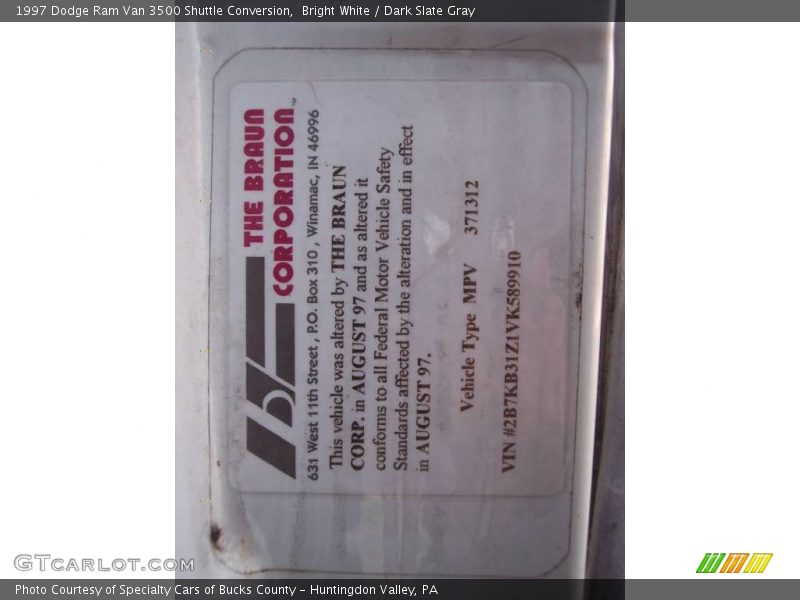 1997 Dodge Ram Van 3500 Shuttle Conversion,  Bright White / Dark Slate Gray
THE BRAUN
CORPORATION™
631 West 11th Street , P.O. Box 310 , Winamac, IN 46996
This vehicle was altered by THE BRAUN
CORP. in AUGUST 97 and as altered it
conforms to all Federal Motor Vehicle Safety
Standards affected by the alteration and in effect
in AUGUST 97.
Vehicle Type MPV 371312
VIN #2B7KB31Z1VK589910
GTCARLOT.COM
Photo Courtesy of Specialty Cars of Bucks County - Huntingdon Valley, PA